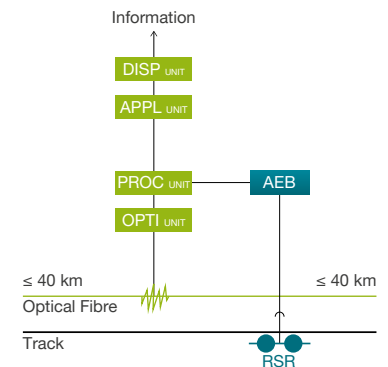 Information
DISP UNIT
APPL UNIT
PROC UNIT
AEB
OPTI UNIT
≤ 40 km
≤ 40 km
Optical Fibre
Track
RSR